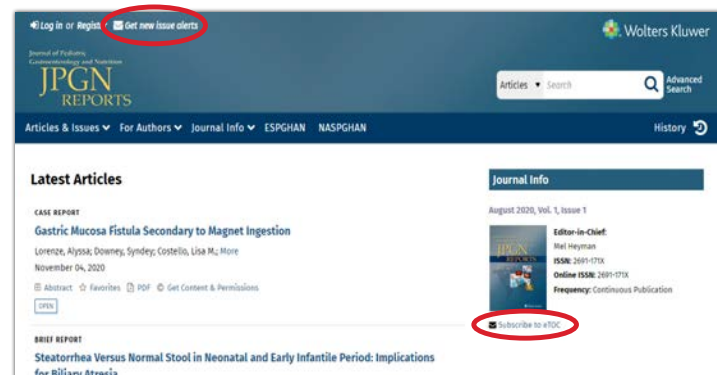 Log in or Register Get new issue alerts
Wolters Kluwer
Journal of Pediatric
Gastroenterology and Nutrition
JPGN
REPORTS
Articles Search Advanced
Search
Articles & Issues For Authors Journal Info ESPGHAN NASPGHAN History
Latest Articles
CASE REPORT
Gastric Mucosa Fistula Secondary to Magnet Ingestion
Lorenze, Alyssa; Downey, Syndey; Costello, Lisa M.; More
November 04, 2020
Abstract Favorites PDF Get Content & Permissions
OPEN
BRIEF REPORT
Steatorrhea Versus Normal Stool in Neonatal and Early Infantile Period: Implications
for Biliary Atresia
Journal Info
August 2020, Vol. 1, Issue 1
JPGN
REPORTS
Editor-in-Chief:
Mel Heyman
ISSN: 2691-171X
Online ISSN: 2691-171X
Frequency: Continuous Publication
Subscribe to eTOC